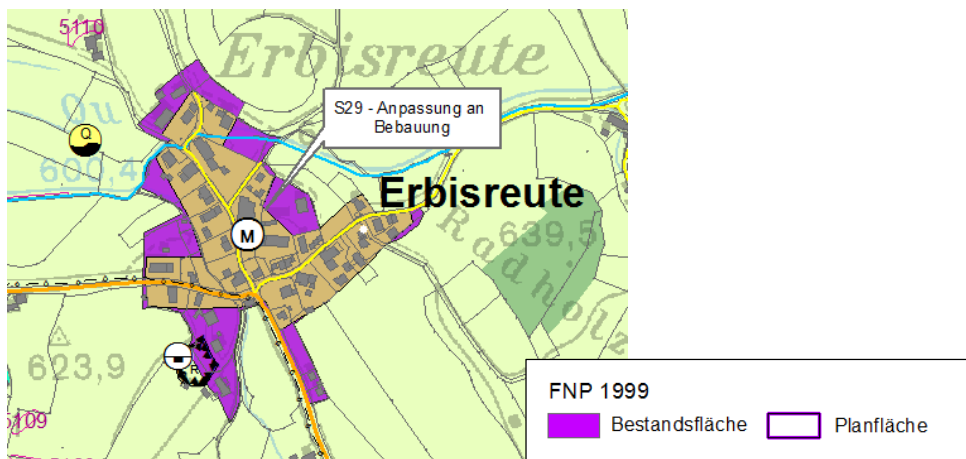 5110
Erbisreute
Qu
S29 - Anpassung an
Bebauung
Q
600,4
Erbisreute
M
639,5
Radholz
623,9
R
5109
FNP 1999
Bestandsfläche
Planfläche